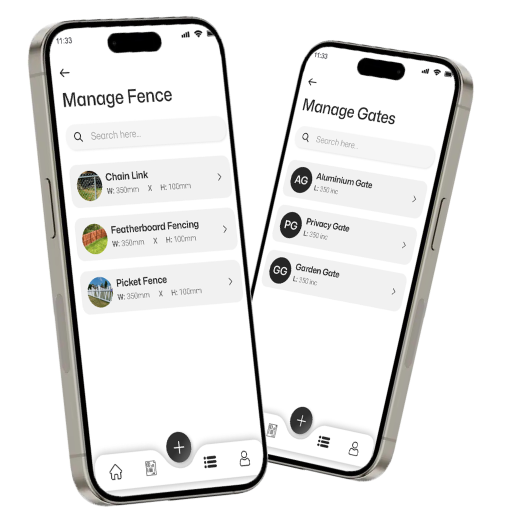 11:33
Manage Fence
Search here..
Chain Link
W: 350mm X H: 100mm
Featherboard Fencing
W: 350mm X H: 100mm
Picket Fence
W: 350mm X H: 100mm
11:33
Manage Gates
Search here..
AG Aluminium Gate
L: 350 inc
PG Privacy Gate
L: 350 inc
GG Garden Gate
L: 350 inc